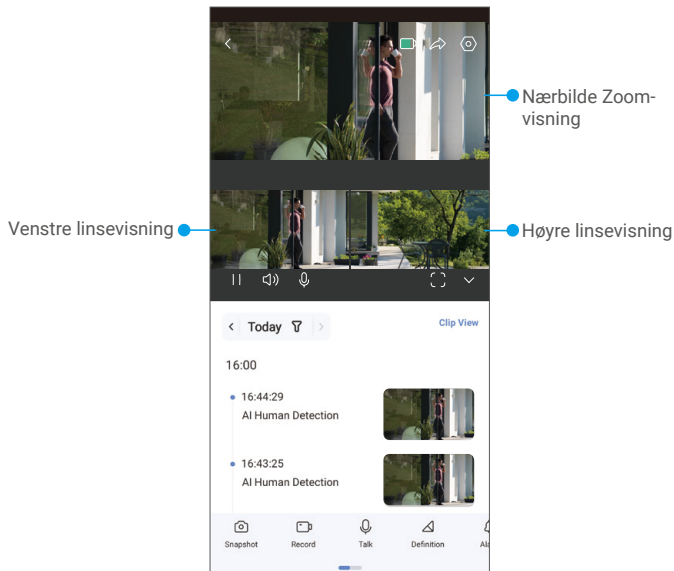 Nærbilde Zoom-
visning
Venstre linsevisning
Høyre linsevisning
Today
Clip View
16:00
16:44:29
AI Human Detection
16:43:25
AI Human Detection
Snapshot
Record
Talk
Definition
Ala